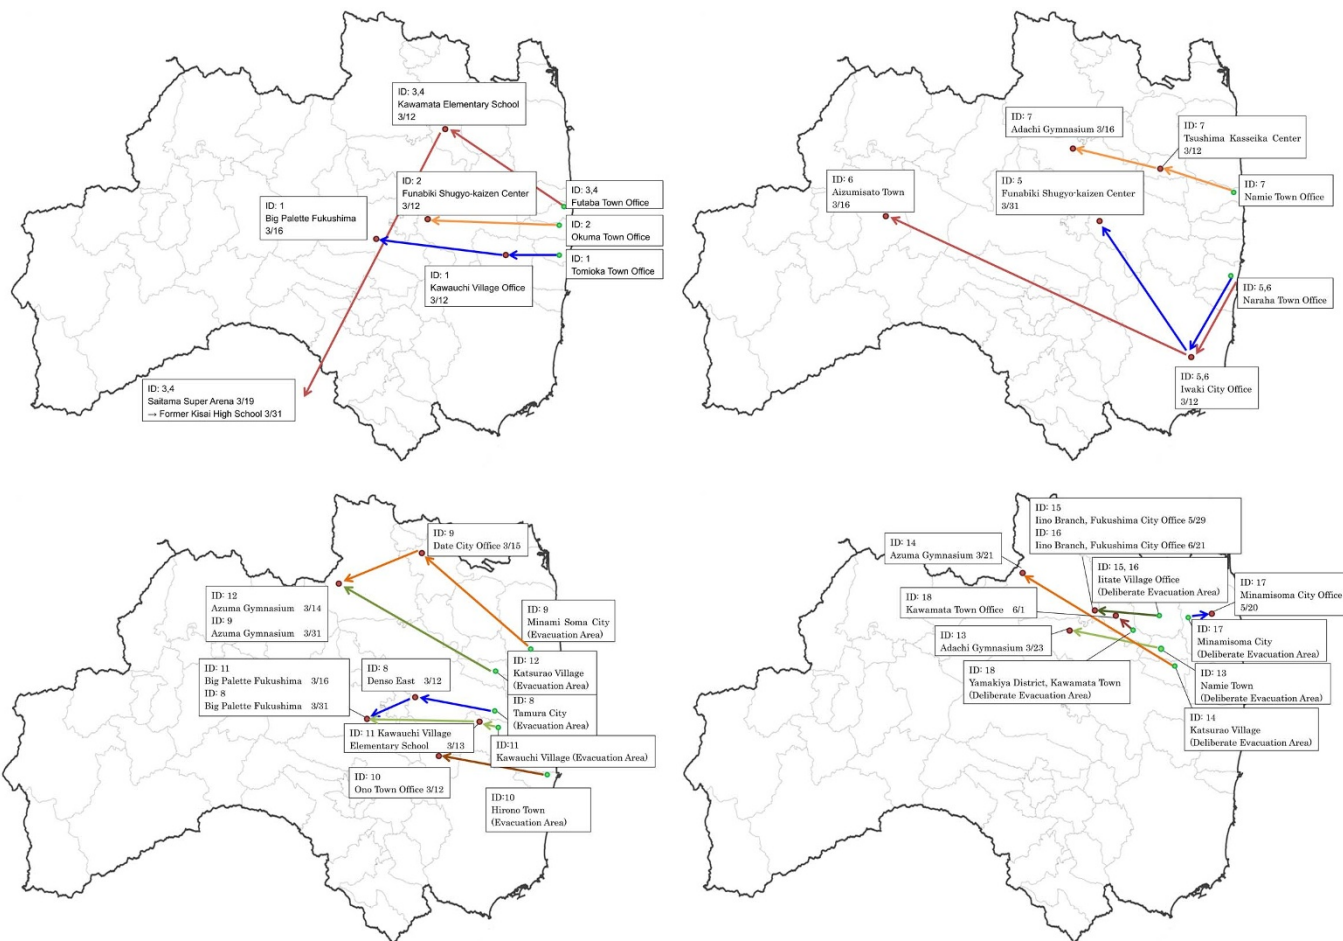 ID: 3,4
Kawamata Elementary School
3/12
ID: 2
Funabiki Shugyo-kaizen Center
3/12
ID: 3,4
Futaba Town Office
ID: 1
Big Palette Fukushima
3/16
ID: 2
Okuma Town Office
ID: 1
Tomioka Town Office
ID: 1
Kawauchi Village Office
3/12
ID: 3,4
Saitama Super Arena 3/19
→ Former Kisai High School 3/31
ID: 7
Adachi Gymnasium 3/16
ID: 7
Tsushima Kasseika Center
3/12
ID: 6
Aizumisato Town
3/16
ID: 5
Funabiki Shugyo-kaizen Center
3/31
ID: 7
Namie Town Office
ID: 5,6
Naraha Town Office
ID: 5,6
Iwaki City Office
3/12
ID: 9
Date City Office 3/15
ID: 12
Azuma Gymnasium 3/14
ID: 9
Azuma Gymnasium 3/31
ID: 9
Minami Soma City
(Evacuation Area)
ID: 11
Big Palette Fukushima 3/16
ID: 8
Big Palette Fukushima 3/31
ID: 8
Denso East 3/12
ID: 12
Katsurao Village
(Evacuation Area)
ID: 8
Tamura City
(Evacuation Area)
ID: 11 Kawauchi Village
Elementary School 3/13
ID:11
Kawauchi Village (Evacuation Area)
ID: 10
Ono Town Office 3/12
ID:10
Hirono Town
(Evacuation Area)
ID: 15
Iino Branch, Fukushima City Office 5/29
ID: 16
Iino Branch, Fukushima City Office 6/21
ID: 14
Azuma Gymnasium 3/21
ID: 15, 16
Iitate Village Office
(Deliberate Evacuation Area)
ID: 17
Minamisoma City Office
5/20
ID: 18
Kawamata Town Office 6/1
ID: 13
Adachi Gymnasium 3/23
ID: 17
Minamisoma City
(Deliberate Evacuation Area)
ID: 18
Yamakiya District, Kawamata Town
(Deliberate Evacuation Area)
ID: 13
Namie Town
(Deliberate Evacuation Area)
ID: 14
Katsurao Village
(Deliberate Evacuation Area)